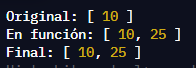 Original: [ 10 ]
En función: [ 10, 25 ]
Final: [ 10, 25 ]